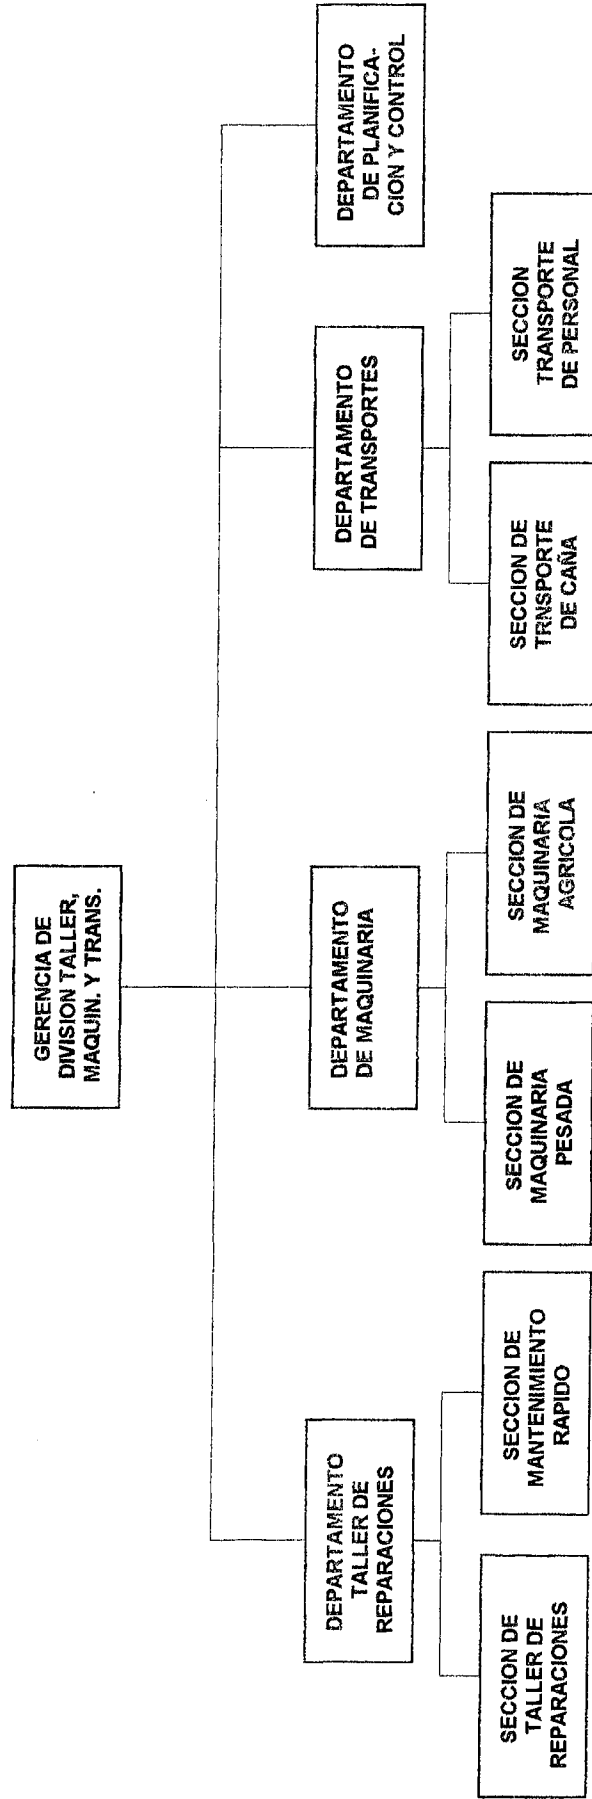 GERENCIA DE
DIVISION TALLER,
MAQUIN. Y TRANS.
DEPARTAMENTO
TALLER DE
REPARACIONES
DEPARTAMENTO
DE MAQUINARIA
DEPARTAMENTO
DE TRANSPORTES
DEPARTAMENTO
DE PLANIFICA-
CION Y CONTROL
SECCION DE
TALLER DE
REPARACIONES
SECCION DE
MANTENIMIENTO
RAPIDO
SECCION DE
MAQUINARIA
PESADA
SECCION DE
MAQUINARIA
AGRICOLA
SECCION DE
TRNSPORTE
DE CAÑA
SECCION
TRANSPORTE
DE PERSONAL